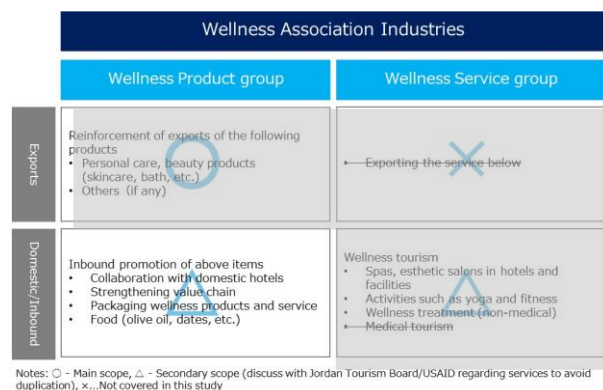 Wellness Association Industries
Wellness Product group
Wellness Service group
Exports
Reinforcement of exports of the following
products
• Personal care, beauty products
(skincare, bath, etc.)
• Others (if any)
• Exporting the service below
Domestic/Inbound
Inbound promotion of above items
• Collaboration with domestic hotels
• Strengthening value chain
• Packaging wellness products and service
• Food (olive oil, dates, etc.)
Wellness tourism
• Spas, esthetic salons in hotels and
facilities
• Activities such as yoga and fitness
• Wellness treatment (non-medical)
• Medical tourism
Notes: ○ - Main scope, △ - Secondary scope (discuss with Jordan Tourism Board/USAID regarding services to avoid
duplication), ×...Not covered in this study